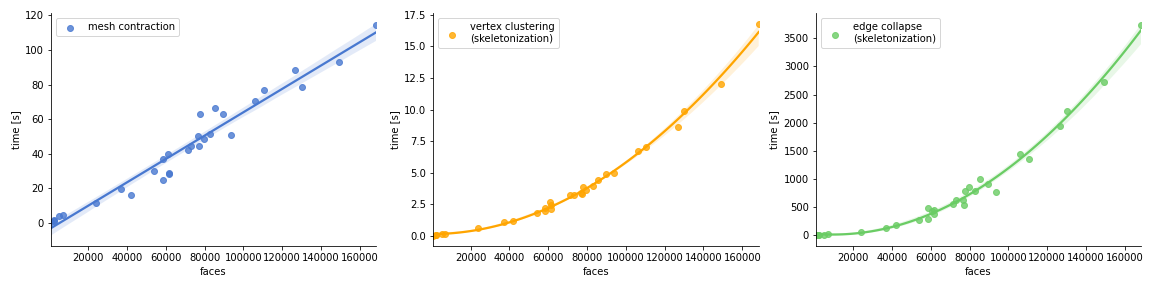 mesh contraction
120
100
80
60
40
20
0
time [s]
20000 40000 60000 80000 100000 120000 140000 160000
faces
vertex clustering
(skeletonization)
17.5
15.0
12.5
10.0
7.5
5.0
2.5
0.0
time [s]
20000 40000 60000 80000 100000 120000 140000 160000
faces
edge collapse
(skeletonization)
3500
3000
2500
2000
1500
1000
500
0
time [s]
20000 40000 60000 80000 100000 120000 140000 160000
faces